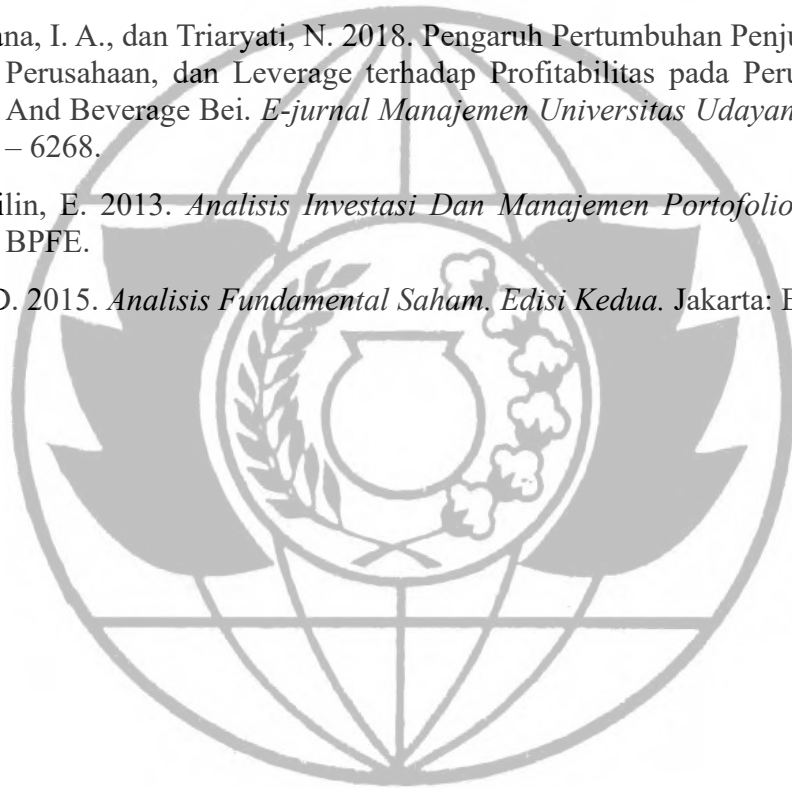 ana, I. A., dan Triaryati, N. 2018. Pengaruh Pertumbuhan Penju
Perusahaan, dan Leverage terhadap Profitabilitas pada Peru
And Beverage Bei. E-jurnal Manajemen Universitas Udayan
– 6268.
ilin, E. 2013. Analisis Investasi Dan Manajemen Portofolio
BPFE.
D. 2015. Analisis Fundamental Saham. Edisi Kedua. Jakarta: E